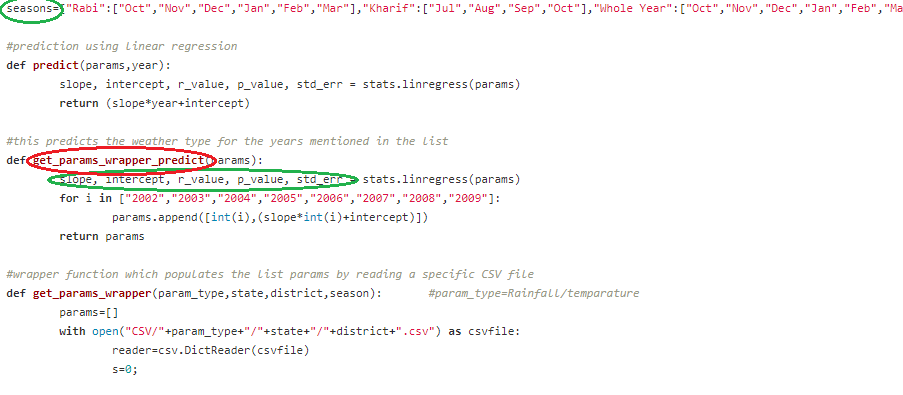 seasons={"Rabi":["Oct","Nov","Dec","Jan","Feb","Mar"],"Kharif":["Jul","Aug","Sep","Oct"],"Whole Year":["Oct","Nov","Dec","Jan","Feb","Ma
#prediction using linear regression
def predict(params,year):
slope, intercept, r_value, p_value, std_err = stats.linregress(params)
return (slope*year+intercept)
#this predicts the weather type for the years mentioned in the List
def get_params_wrapper_predict(params):
slope, intercept, r_value, p_value, std_err = stats.linregress(params)
for i in ["2002","2003","2004","2005","2006","2007","2008","2009"]:
params.append([int(i),(slope*int(i)+intercept)])
return params
#wrapper function which populates the list params by reading a specific CSV file
def get_params_wrapper(param_type,state,district,season): #param_type=Rainfall/temparature
params=[]
with open("CSV/"+param_type+"/"+state+"/"+district+".csv") as csvfile:
reader=csv.DictReader(csvfile)
s=0;